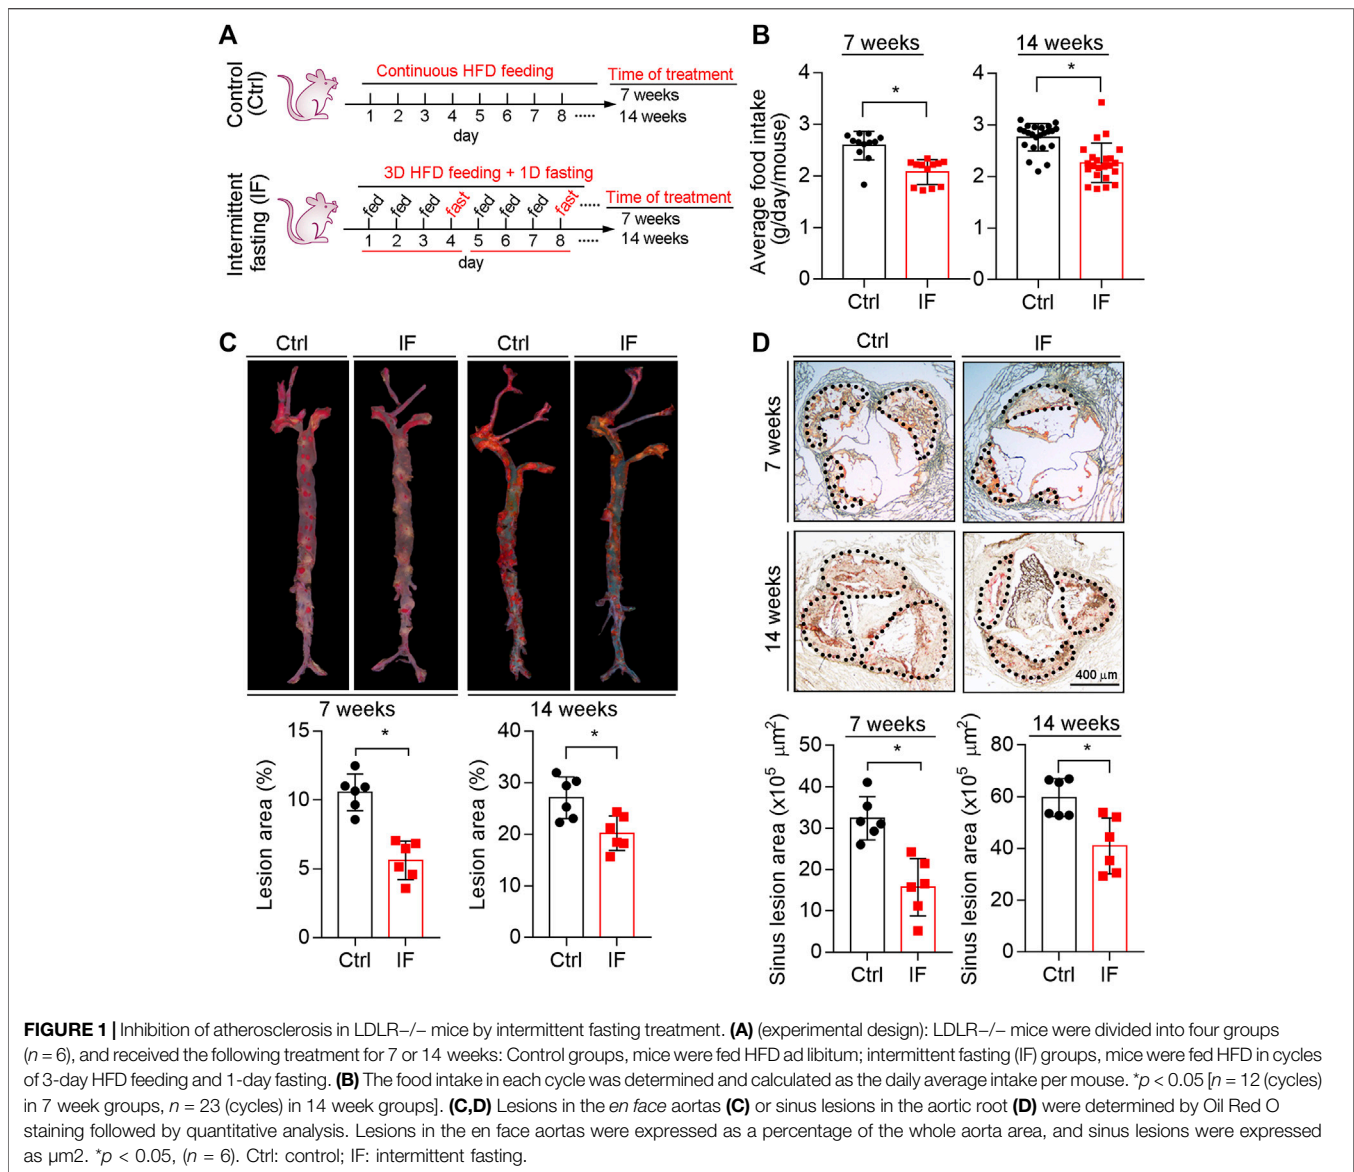 A
Control
(Ctrl)
Continuous HFD feeding
Time of treatment
1 2 3 4 5 6 7 8 .....
day
7 weeks
14 weeks
Intermittent
fasting (IF)
3D HFD feeding + 1D fasting
fed fed fed fast fed fed fed fast .....
Time of treatment
1 2 3 4 5 6 7 8 .....
day
7 weeks
14 weeks
B
7 weeks
14 weeks
Average food intake
(g/day/mouse)
4
3
2
1
0
*
Ctrl IF
4
3
2
1
0
*
Ctrl IF
C
Ctrl IF Ctrl IF
7 weeks
14 weeks
Lesion area (%)
15
10
5
0
*
Ctrl IF
Lesion area (%)
40
30
20
10
0
*
Ctrl IF
D
Ctrl IF
7 weeks
14 weeks
400 μm
7 weeks
Sinus lesion area (x10⁵ μm²)
50
40
30
20
10
0
*
Ctrl IF
14 weeks
Sinus lesion area (x10⁵ μm²)
80
60
40
20
0
*
Ctrl IF
FIGURE 1 | Inhibition of atherosclerosis in LDLR−/− mice by intermittent fasting treatment. (A) (experimental design): LDLR−/− mice were divided into four groups
(n = 6), and received the following treatment for 7 or 14 weeks: Control groups, mice were fed HFD ad libitum; intermittent fasting (IF) groups, mice were fed HFD in cycles
of 3-day HFD feeding and 1-day fasting. (B) The food intake in each cycle was determined and calculated as the daily average intake per mouse. *p < 0.05 [n = 12 (cycles)
in 7 week groups, n = 23 (cycles) in 14 week groups]. (C,D) Lesions in the en face aortas (C) or sinus lesions in the aortic root (D) were determined by Oil Red O
staining followed by quantitative analysis. Lesions in the en face aortas were expressed as a percentage of the whole aorta area, and sinus lesions were expressed
as μm2. *p < 0.05, (n = 6). Ctrl: control; IF: intermittent fasting.